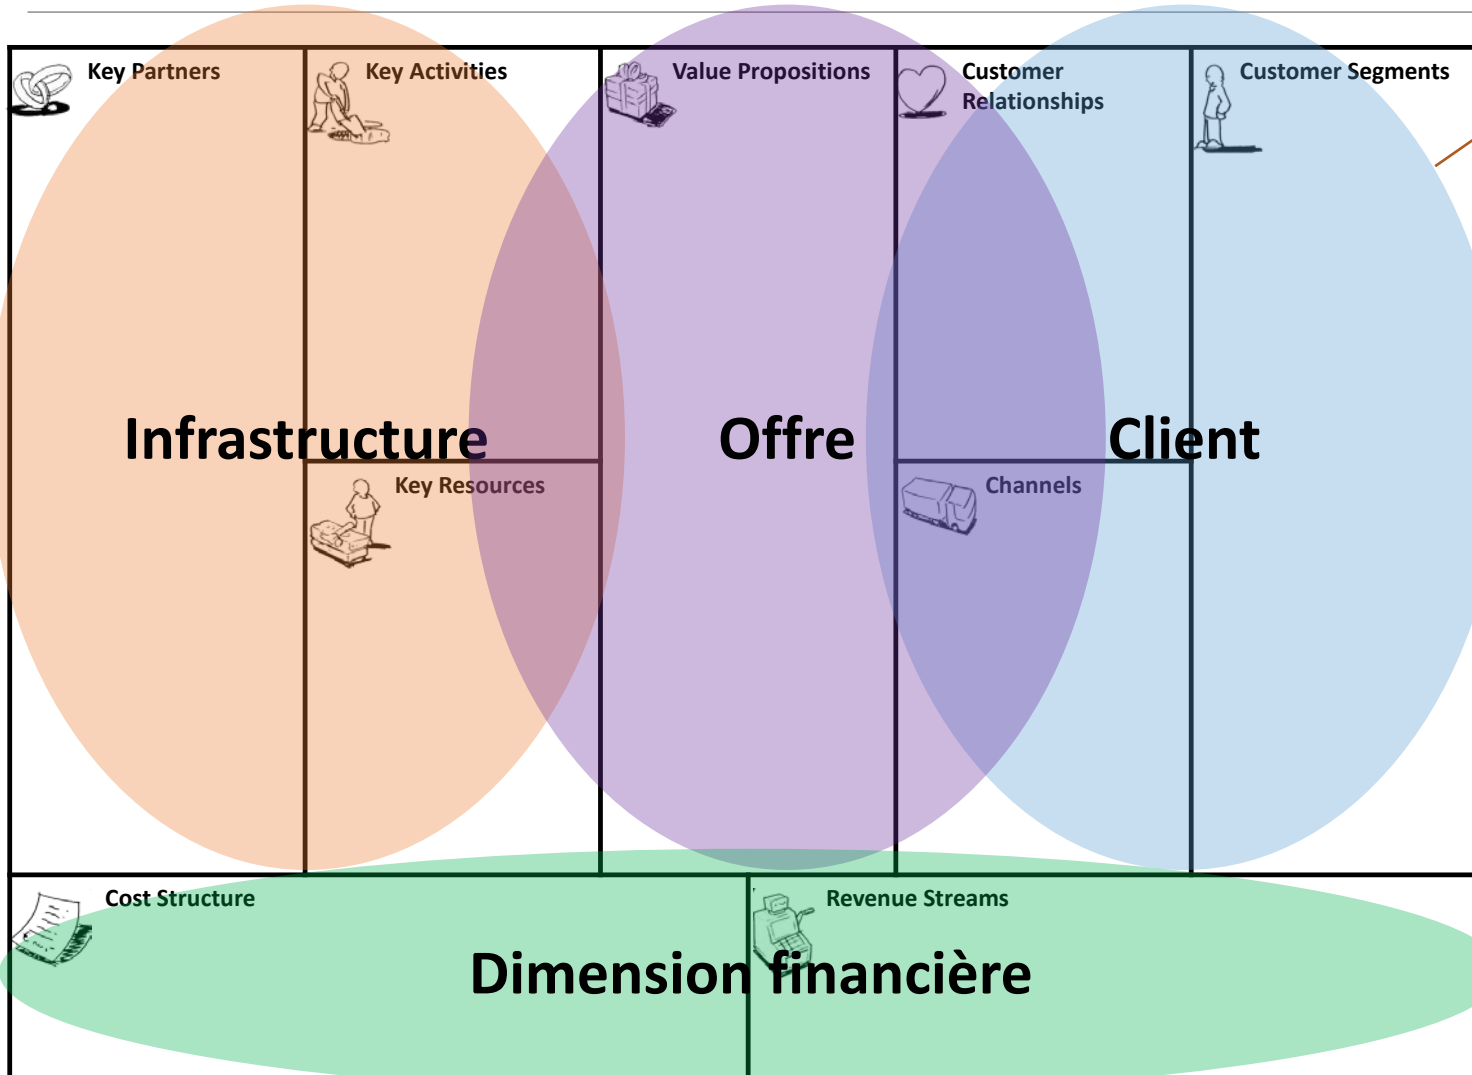 Key Partners
Key Activities
Value Propositions
Customer
Relationships
Customer Segments
Infrastructure
Offre
Client
Key Resources
Channels
Cost Structure
Revenue Streams
Dimension financière